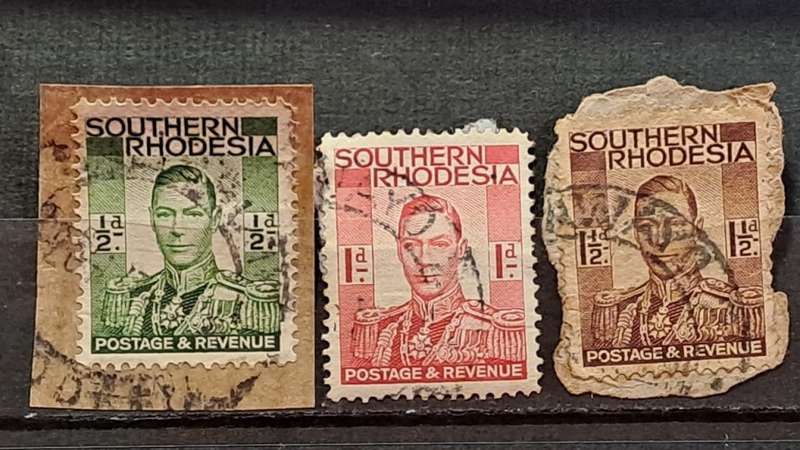 SOUTHERN
RHODESIA
½d. ½d.
POSTAGE & REVENUE
SOUTHERN
RHODESIA
1d. 1d.
POSTAGE & REVENUE
SOUTHERN
RHODESIA
1½d. 1½d.
POSTAGE & REVENUE